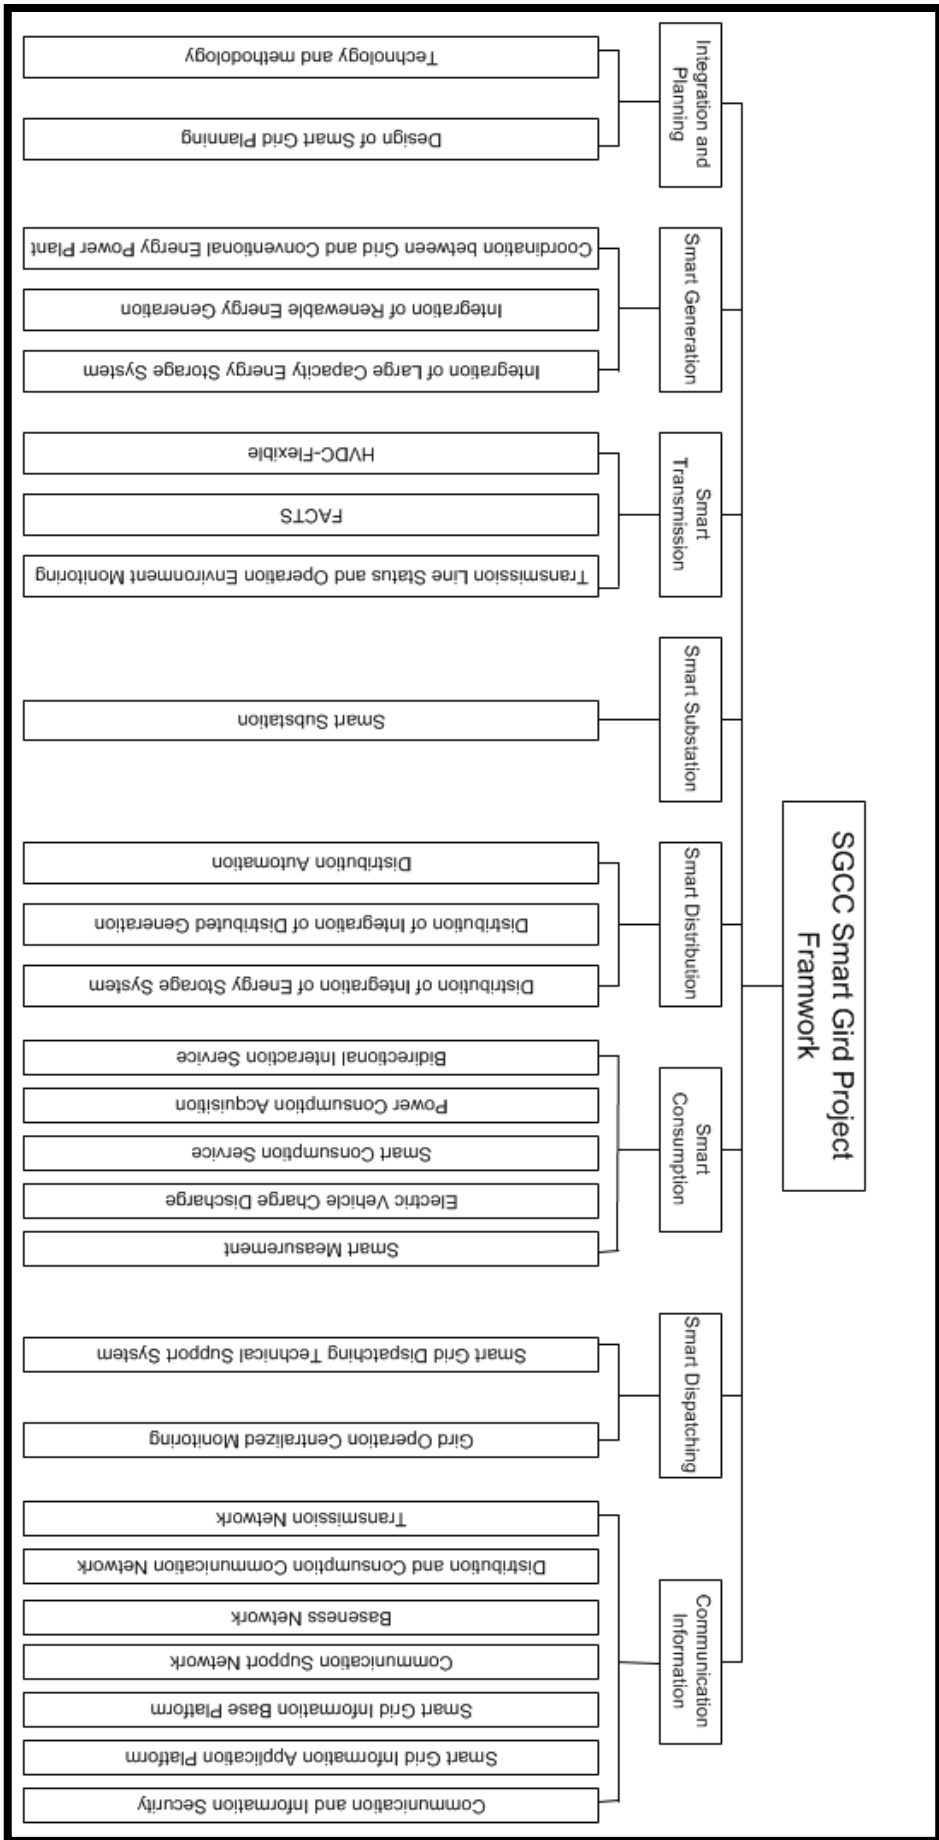 SGCC Smart Gird Project
Framwork
Integration and
Planning
Technology and methodology
Design of Smart Grid Planning
Smart Generation
Coordination between Grid and Conventional Energy Power Plant
Integration of Renewable Energy Generation
Integration of Large Capacity Energy Storage System
Smart
Transmission
HVDC-Flexible
FACTS
Transmission Line Status and Operation Environment Monitoring
Smart Substation
Smart Substation
Smart Distribution
Distribution Automation
Distribution of Integration of Distributed Generation
Distribution of Integration of Energy Storage System
Smart
Consumption
Bidirectional Interaction Service
Power Consumption Acquisition
Smart Consumption Service
Electric Vehicle Charge Discharge
Smart Measurement
Smart Dispatching
Smart Grid Dispatching Technical Support System
Gird Operation Centralized Monitoring
Communication
Information
Transmission Network
Distribution and Consumption Communication Network
Baseness Network
Communication Support Network
Smart Grid Information Base Platform
Smart Grid Information Application Platform
Communication and Information Security